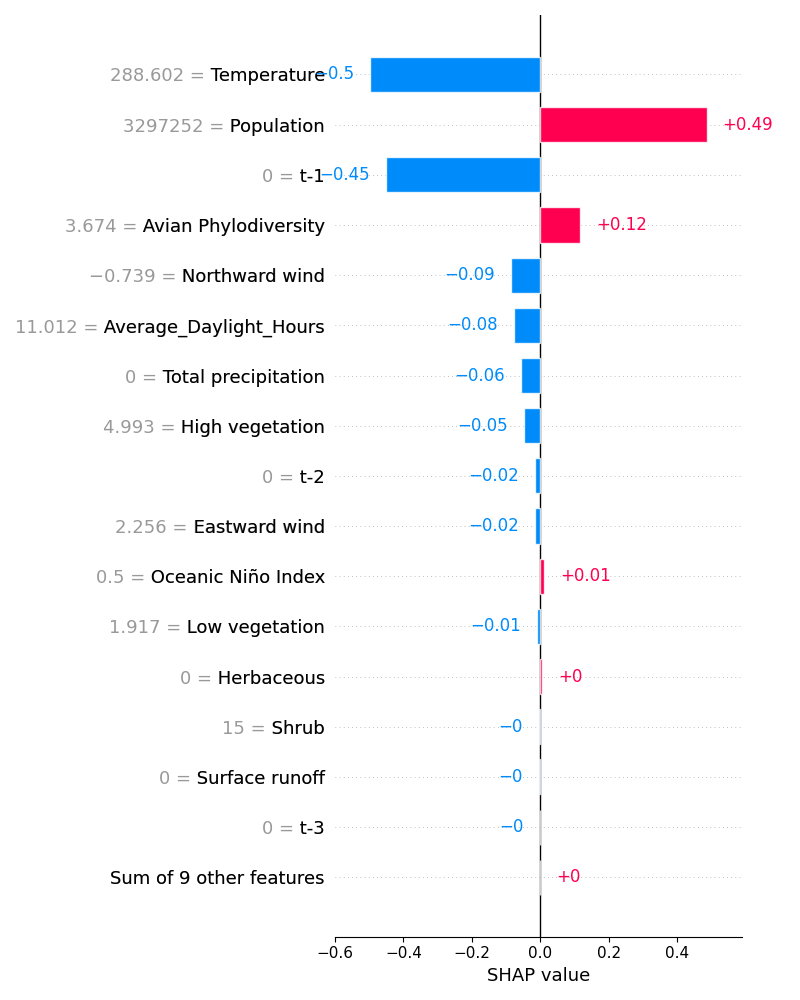 288.602 = Temperature −0.5
3297252 = Population +0.49
0 = t-1 −0.45
3.674 = Avian Phylodiversity +0.12
−0.739 = Northward wind −0.09
11.012 = Average_Daylight_Hours −0.08
0 = Total precipitation −0.06
4.993 = High vegetation −0.05
0 = t-2 −0.02
2.256 = Eastward wind −0.02
0.5 = Oceanic Niño Index +0.01
1.917 = Low vegetation −0.01
0 = Herbaceous +0
15 = Shrub −0
0 = Surface runoff −0
0 = t-3 −0
Sum of 9 other features +0
−0.6 −0.4 −0.2 0.0 0.2 0.4
SHAP value